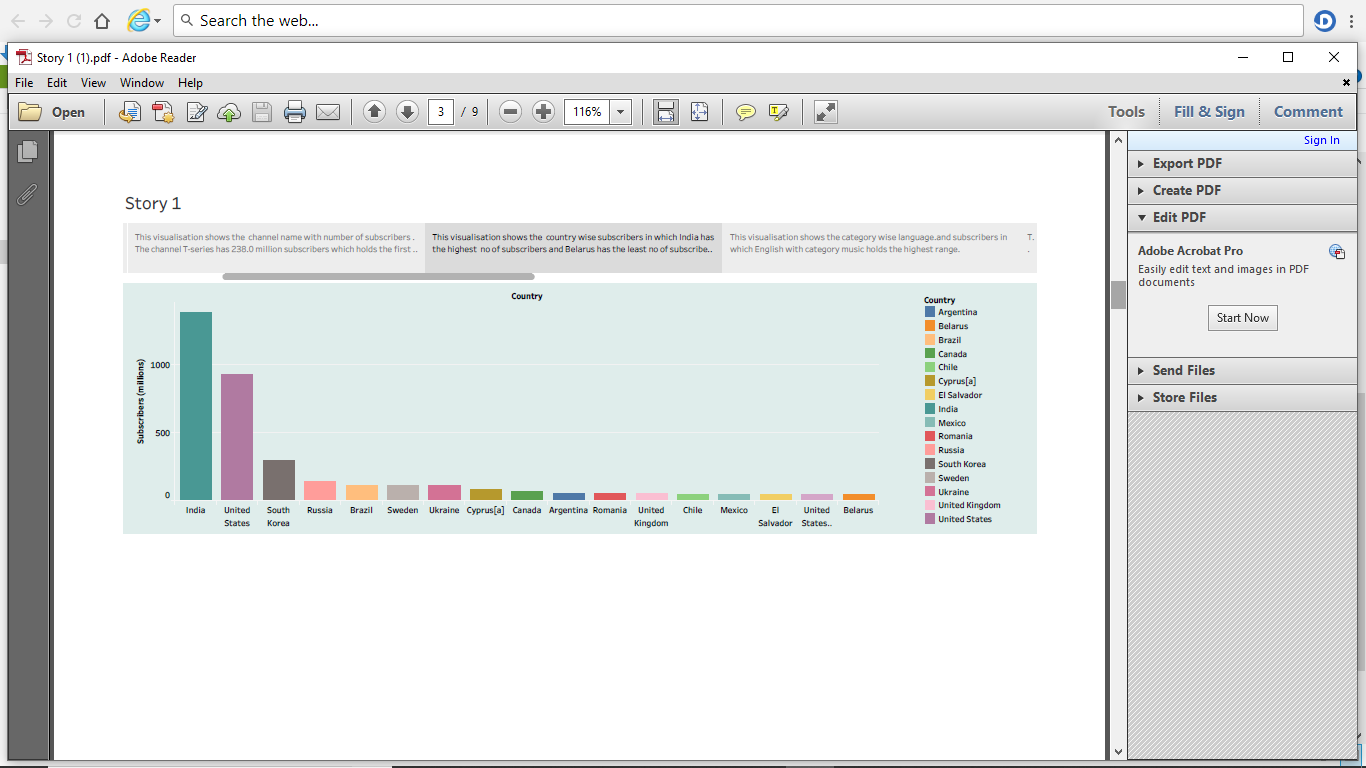 Search the web...
Story 1 (1).pdf - Adobe Reader
File Edit View Window Help
Open 3 / 9 116% Tools Fill & Sign Comment
Sign In
Export PDF
Create PDF
Edit PDF
Adobe Acrobat Pro
Easily edit text and images in PDF
documents
Start Now
Send Files
Store Files
Story 1
This visualisation shows the channel name with number of subscribers .
The channel T-series has 238.0 million subscribers which holds the first ..
This visualisation shows the country wise subscribers in which India has
the highest no of subscribers and Belarus has the least no of subscribe..
This visualisation shows the category wise language.and subscribers in
which English with category music holds the highest range.
T.
.
Country
Subscribers (millions)
1000
500
0
India
United
States
South
Korea
Russia
Brazil
Sweden
Ukraine
Cyprus[a]
Canada
Argentina
Romania
United
Kingdom
Chile
Mexico
El
Salvador
United
States..
Belarus
Country
Argentina
Belarus
Brazil
Canada
Chile
Cyprus[a]
El Salvador
India
Mexico
Romania
Russia
South Korea
Sweden
Ukraine
United Kingdom
United States